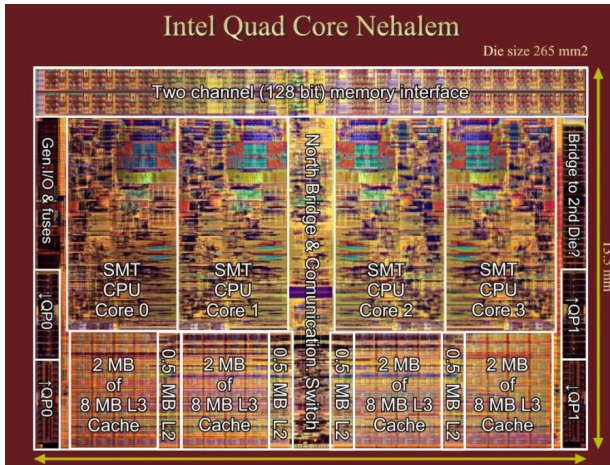 Intel Quad Core Nehalem
Die size 265 mm2
Two channel (128 bit) memory interface
Gen.I/O & fuses
SMT
CPU
Core 0
SMT
CPU
Core 1
North Bridge & Comunication Switch
SMT
CPU
Core 2
SMT
CPU
Core 3
Bridge to 2nd Die?
↓QP0
↑QP0
↑QP1
↓QP1
2 MB
of
8 MB L3
Cache
0.5 MB L2
2 MB
of
8 MB L3
Cache
0.5 MB L2
0.5 MB L2
2 MB
of
8 MB L3
Cache
0.5 MB L2
2 MB
of
8 MB L3
Cache
mm